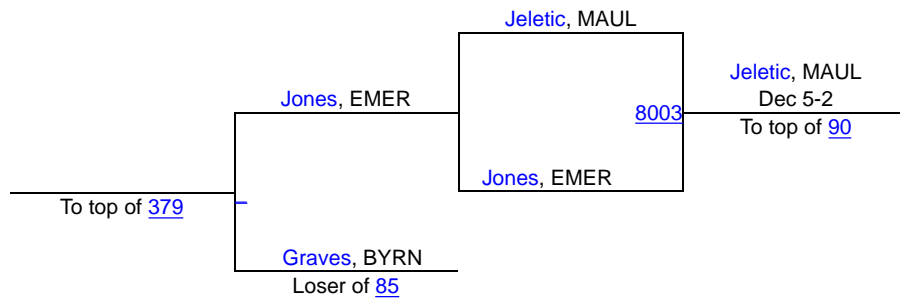 Jeletic, MAUL
Jeletic, MAUL
Dec 5-2
Jones, EMER
8003
To top of 90
Jones, EMER
To top of 379
Graves, BYRN
Loser of 85